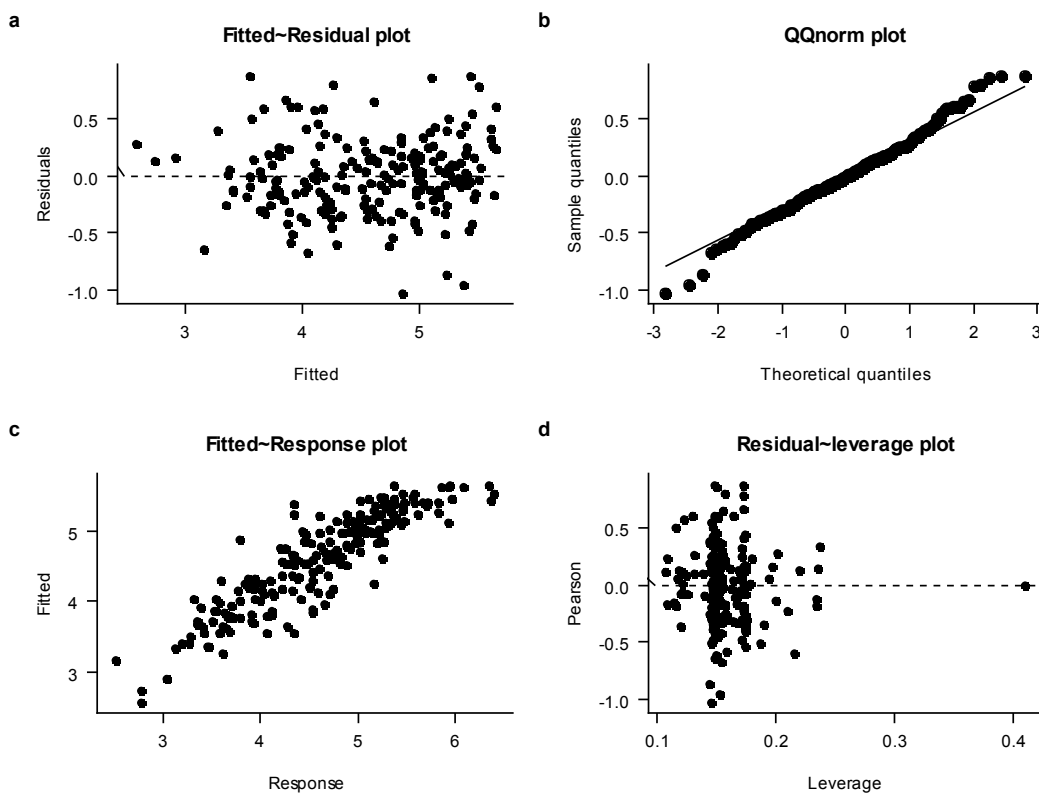 a
Fitted~Residual plot
Residuals
0.5
0.0
-0.5
-1.0
3 4 5
Fitted
b
QQnorm plot
Sample quantiles
0.5
0.0
-0.5
-1.0
-3 -2 -1 0 1 2 3
Theoretical quantiles
c
Fitted~Response plot
Fitted
5
4
3
3 4 5 6
Response
d
Residual~leverage plot
Pearson
0.5
0.0
-0.5
-1.0
0.1 0.2 0.3 0.4
Leverage